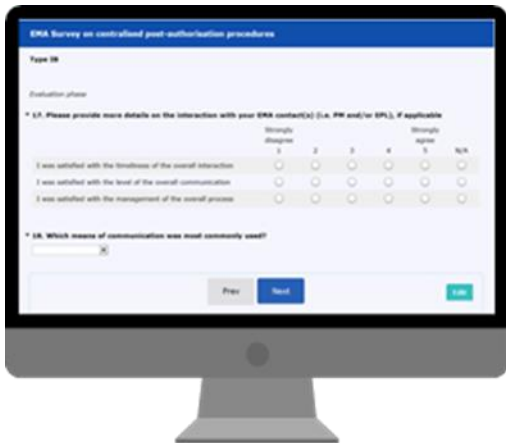 EMA Survey on centralised post-authorisation procedures
Type IB
Evaluation phase
* 17. Please provide more details on the interaction with your EMA contact(s) (i.e. PM and/or EPL), if applicable
Strongly disagree Strongly agree
1 2 3 4 5 N/A
I was satisfied with the timeliness of the overall interaction
I was satisfied with the level of the overall communication
I was satisfied with the management of the overall process
* 18. Which means of communication was most commonly used?
Prev Next